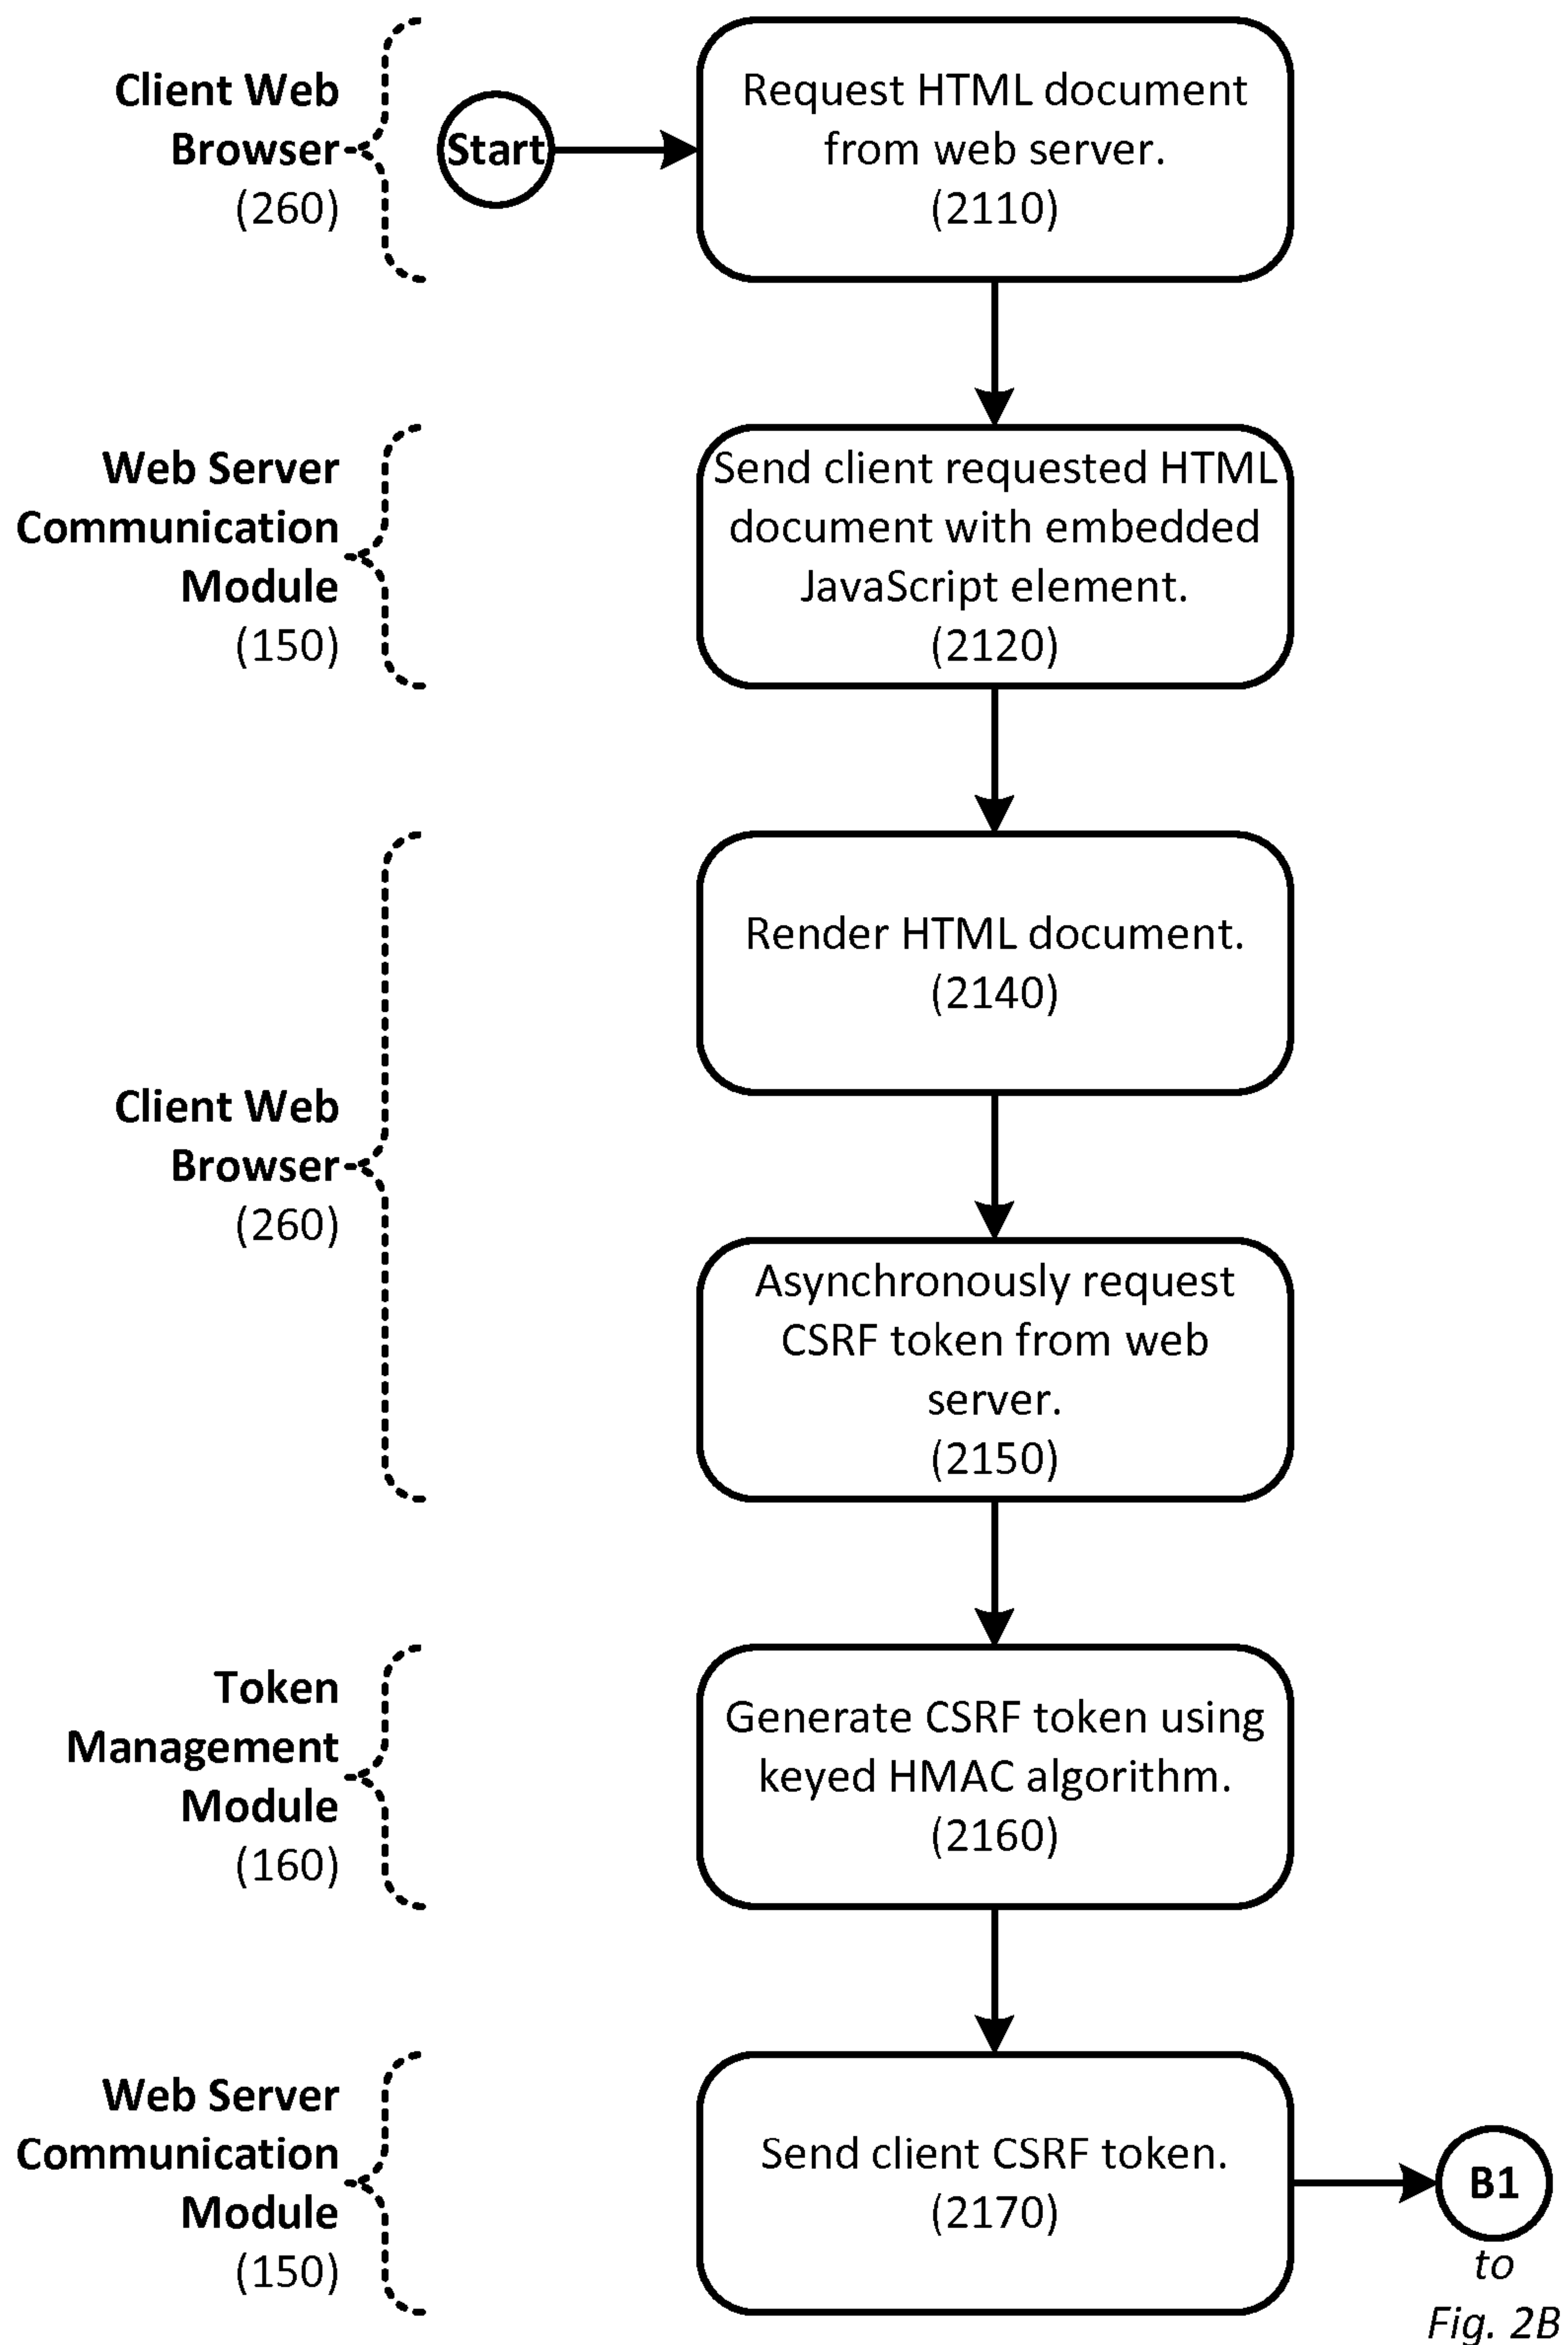 Client Web
Browser
(260)
Start
Request HTML document
from web server.
(2110)
Web Server
Communication
Module
(150)
Send client requested HTML
document with embedded
JavaScript element.
(2120)
Client Web
Browser
(260)
Render HTML document.
(2140)
Asynchronously request
CSRF token from web
server.
(2150)
Token
Management
Module
(160)
Generate CSRF token using
keyed HMAC algorithm.
(2160)
Web Server
Communication
Module
(150)
Send client CSRF token.
(2170)
B1
to
Fig. 2B